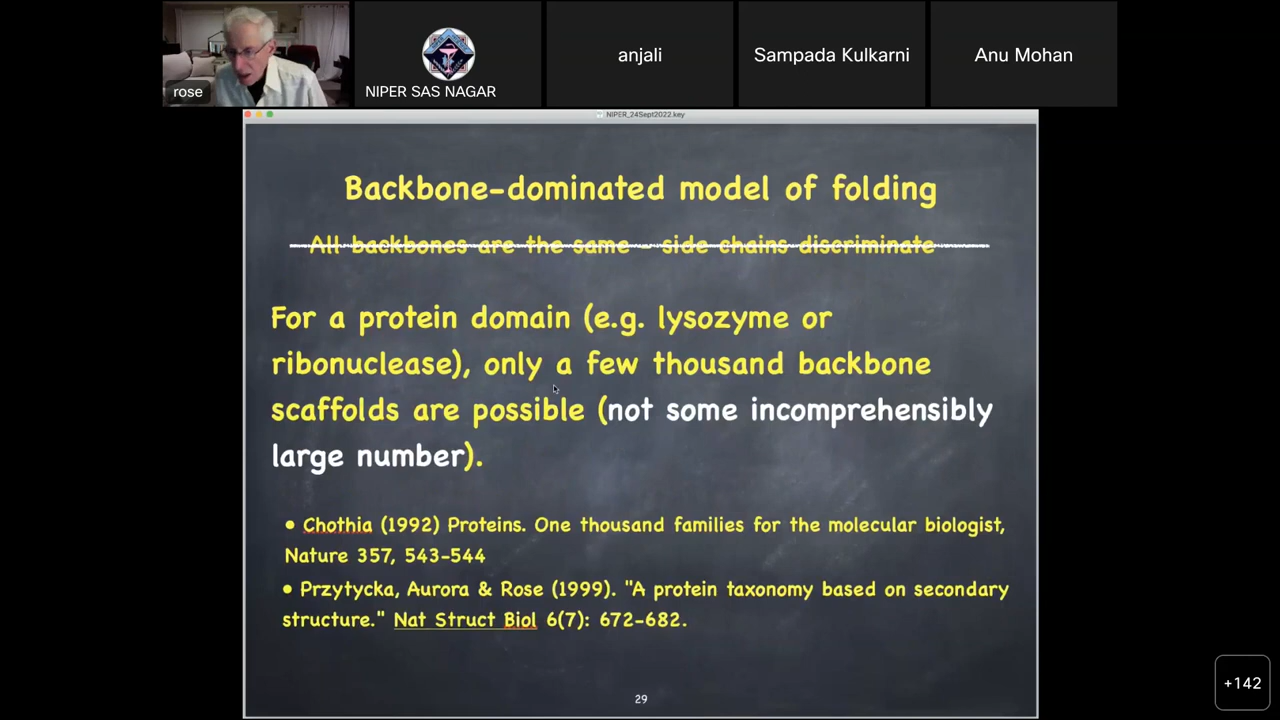 rose
NIPER SAS NAGAR
anjali
Sampada Kulkarni
Anu Mohan
NIPER_24Sept2022.key
Backbone-dominated model of folding
All backbones are the same - side chains discriminate
For a protein domain (e.g. lysozyme or
ribonuclease), only a few thousand backbone
scaffolds are possible (not some incomprehensibly
large number).
• Chothia (1992) Proteins. One thousand families for the molecular biologist,
Nature 357, 543-544
• Przytycka, Aurora & Rose (1999). "A protein taxonomy based on secondary
structure." Nat Struct Biol 6(7): 672-682.
29
+142